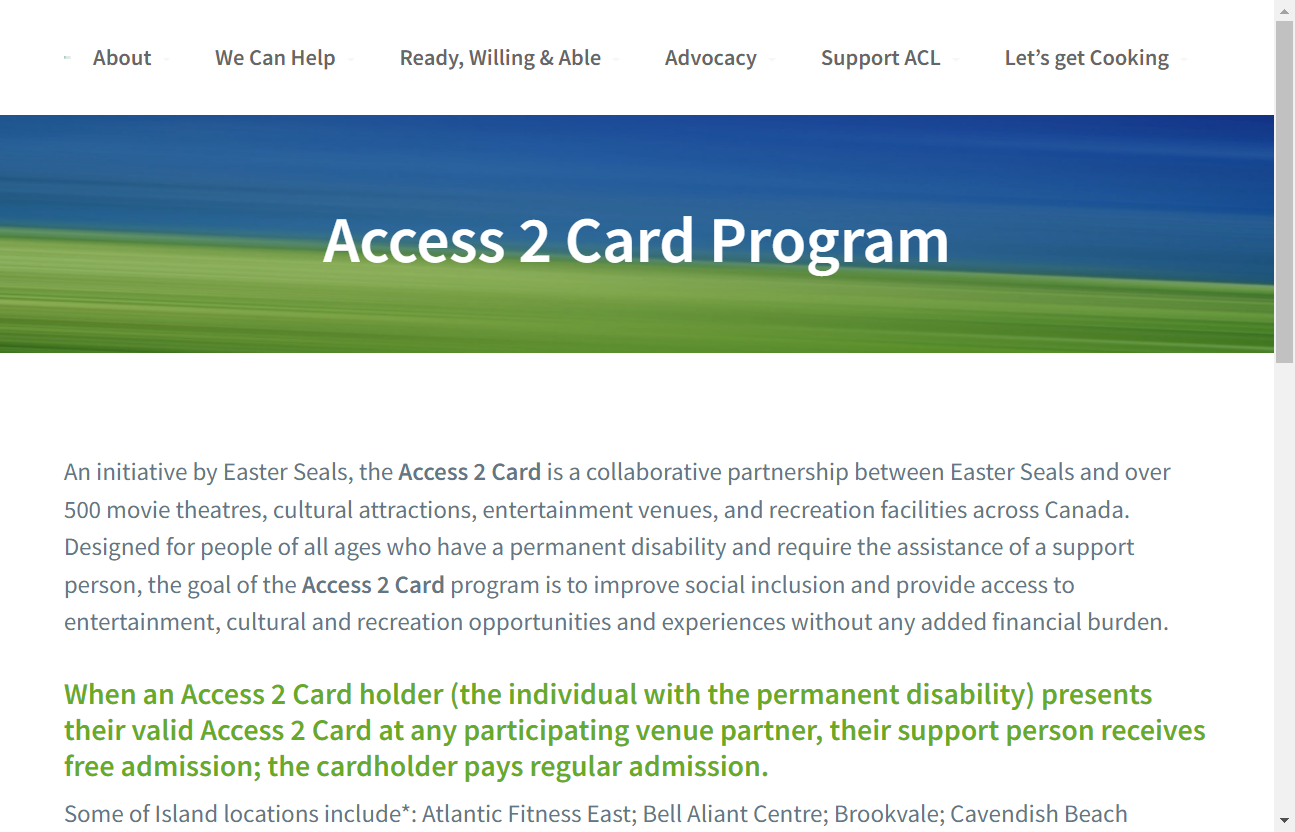 About We Can Help Ready, Willing & Able Advocacy Support ACL Let’s get Cooking
Access 2 Card Program
An initiative by Easter Seals, the Access 2 Card is a collaborative partnership between Easter Seals and over
500 movie theatres, cultural attractions, entertainment venues, and recreation facilities across Canada.
Designed for people of all ages who have a permanent disability and require the assistance of a support
person, the goal of the Access 2 Card program is to improve social inclusion and provide access to
entertainment, cultural and recreation opportunities and experiences without any added financial burden.
When an Access 2 Card holder (the individual with the permanent disability) presents
their valid Access 2 Card at any participating venue partner, their support person receives
free admission; the cardholder pays regular admission.
Some of Island locations include*: Atlantic Fitness East; Bell Aliant Centre; Brookvale; Cavendish Beach